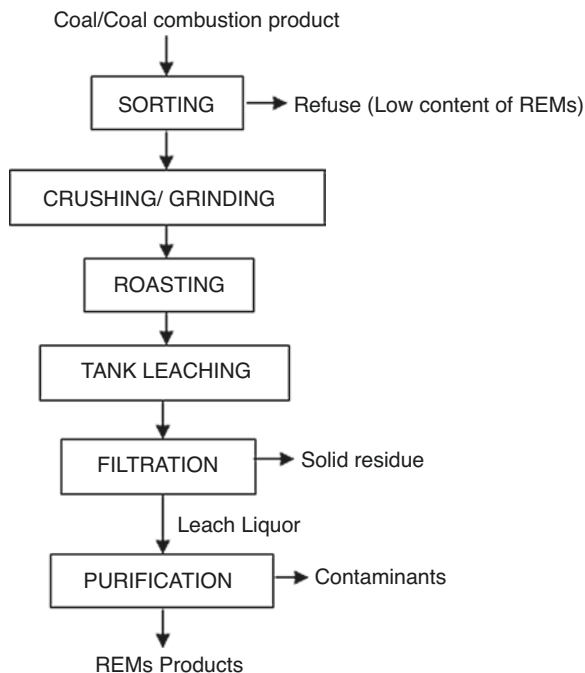 Coal/Coal combustion product
SORTING
Refuse (Low content of REMs)
CRUSHING/ GRINDING
ROASTING
TANK LEACHING
FILTRATION
Solid residue
Leach Liquor
PURIFICATION
Contaminants
REMs Products